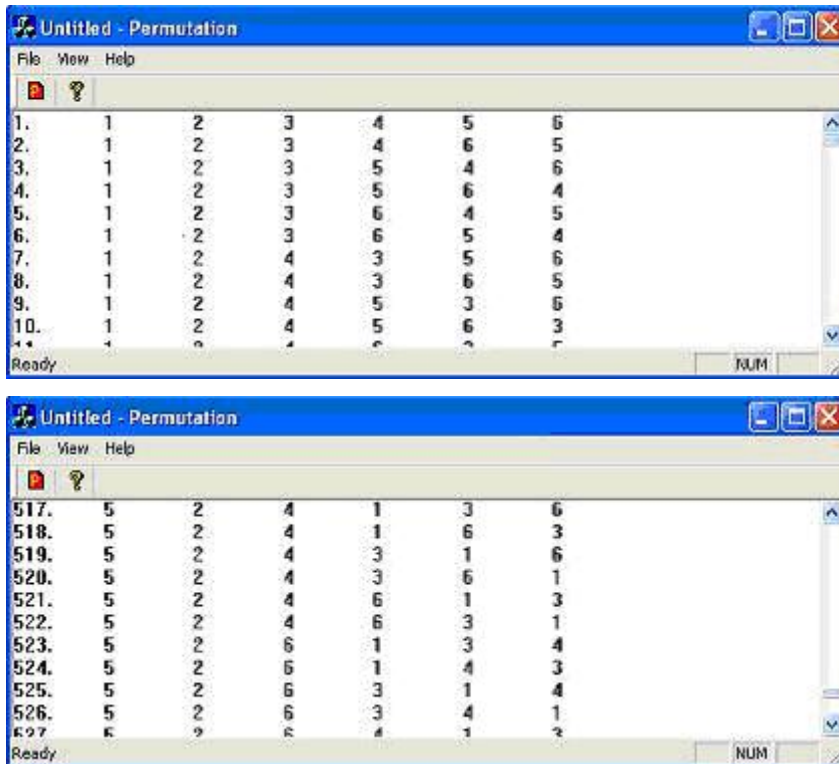 Untitled - Permutation
File View Help
1. 1 2 3 4 5 6
2. 1 2 3 4 6 5
3. 1 2 3 5 4 6
4. 1 2 3 5 6 4
5. 1 2 3 6 4 5
6. 1 2 3 6 5 4
7. 1 2 4 3 5 6
8. 1 2 4 3 6 5
9. 1 2 4 5 3 6
10. 1 2 4 5 6 3
Ready NUM
Untitled - Permutation
File View Help
517. 5 2 4 1 3 6
518. 5 2 4 1 6 3
519. 5 2 4 3 1 6
520. 5 2 4 3 6 1
521. 5 2 4 6 1 3
522. 5 2 4 6 3 1
523. 5 2 6 1 3 4
524. 5 2 6 1 4 3
525. 5 2 6 3 1 4
526. 5 2 6 3 4 1
527 5 2 6 4 1 3
Ready NUM